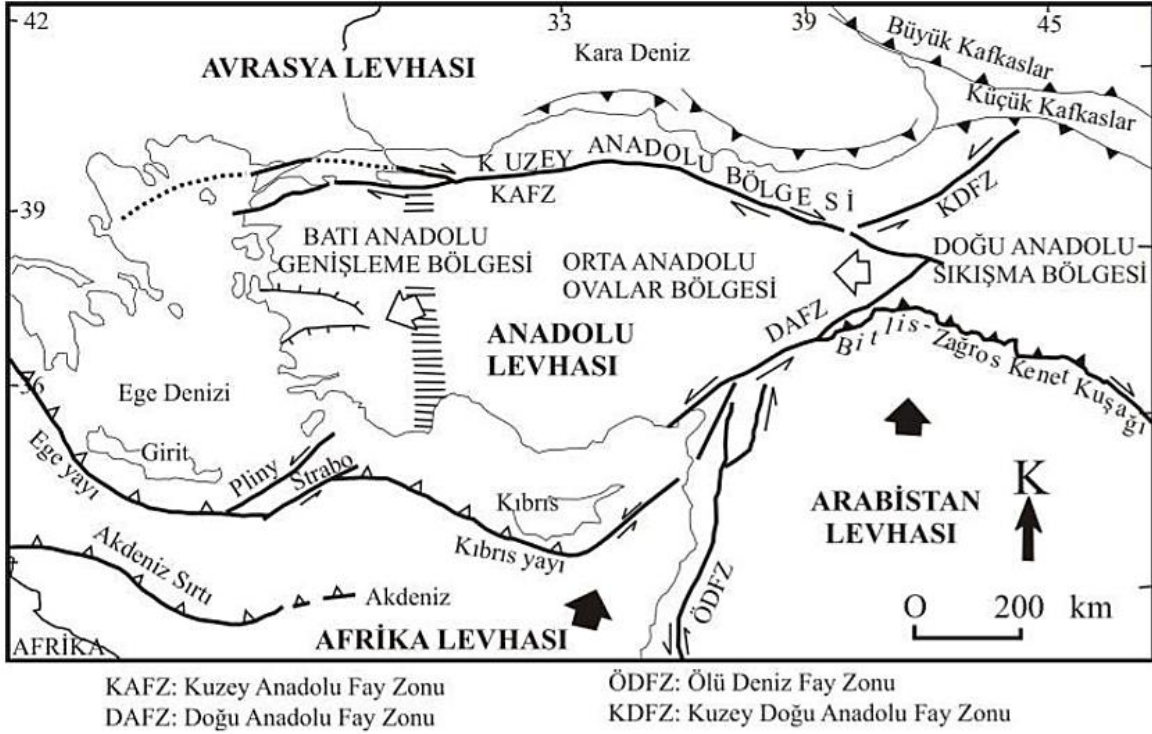 42 33 39 45
Büyük Kafkaslar
Kara Deniz
AVRASYA LEVHASI
Küçük Kafkaslar
KUZEY ANADOLU BÖLGESİ
KAFZ
KDFZ
39
BATI ANADOLU
GENİŞLEME BÖLGESİ
ORTA ANADOLU
OVALAR BÖLGESİ
DOĞU ANADOLU
SIKIŞMA BÖLGESİ
DAFZ
Bitlis-Zağros Kenet Kuşağı
ANADOLU
LEVHASI
36
Ege Denizi
Girit
Ege yayı
Pliny
Strabo
Kıbrıs
Kıbrıs yayı
ARABİSTAN
LEVHASI
K
Akdeniz Sırtı
Akdeniz
ÖDFZ
O 200 km
AFRİKA
AFRİKA LEVHASI
KAFZ: Kuzey Anadolu Fay Zonu
DAFZ: Doğu Anadolu Fay Zonu
ÖDFZ: Ölü Deniz Fay Zonu
KDFZ: Kuzey Doğu Anadolu Fay Zonu